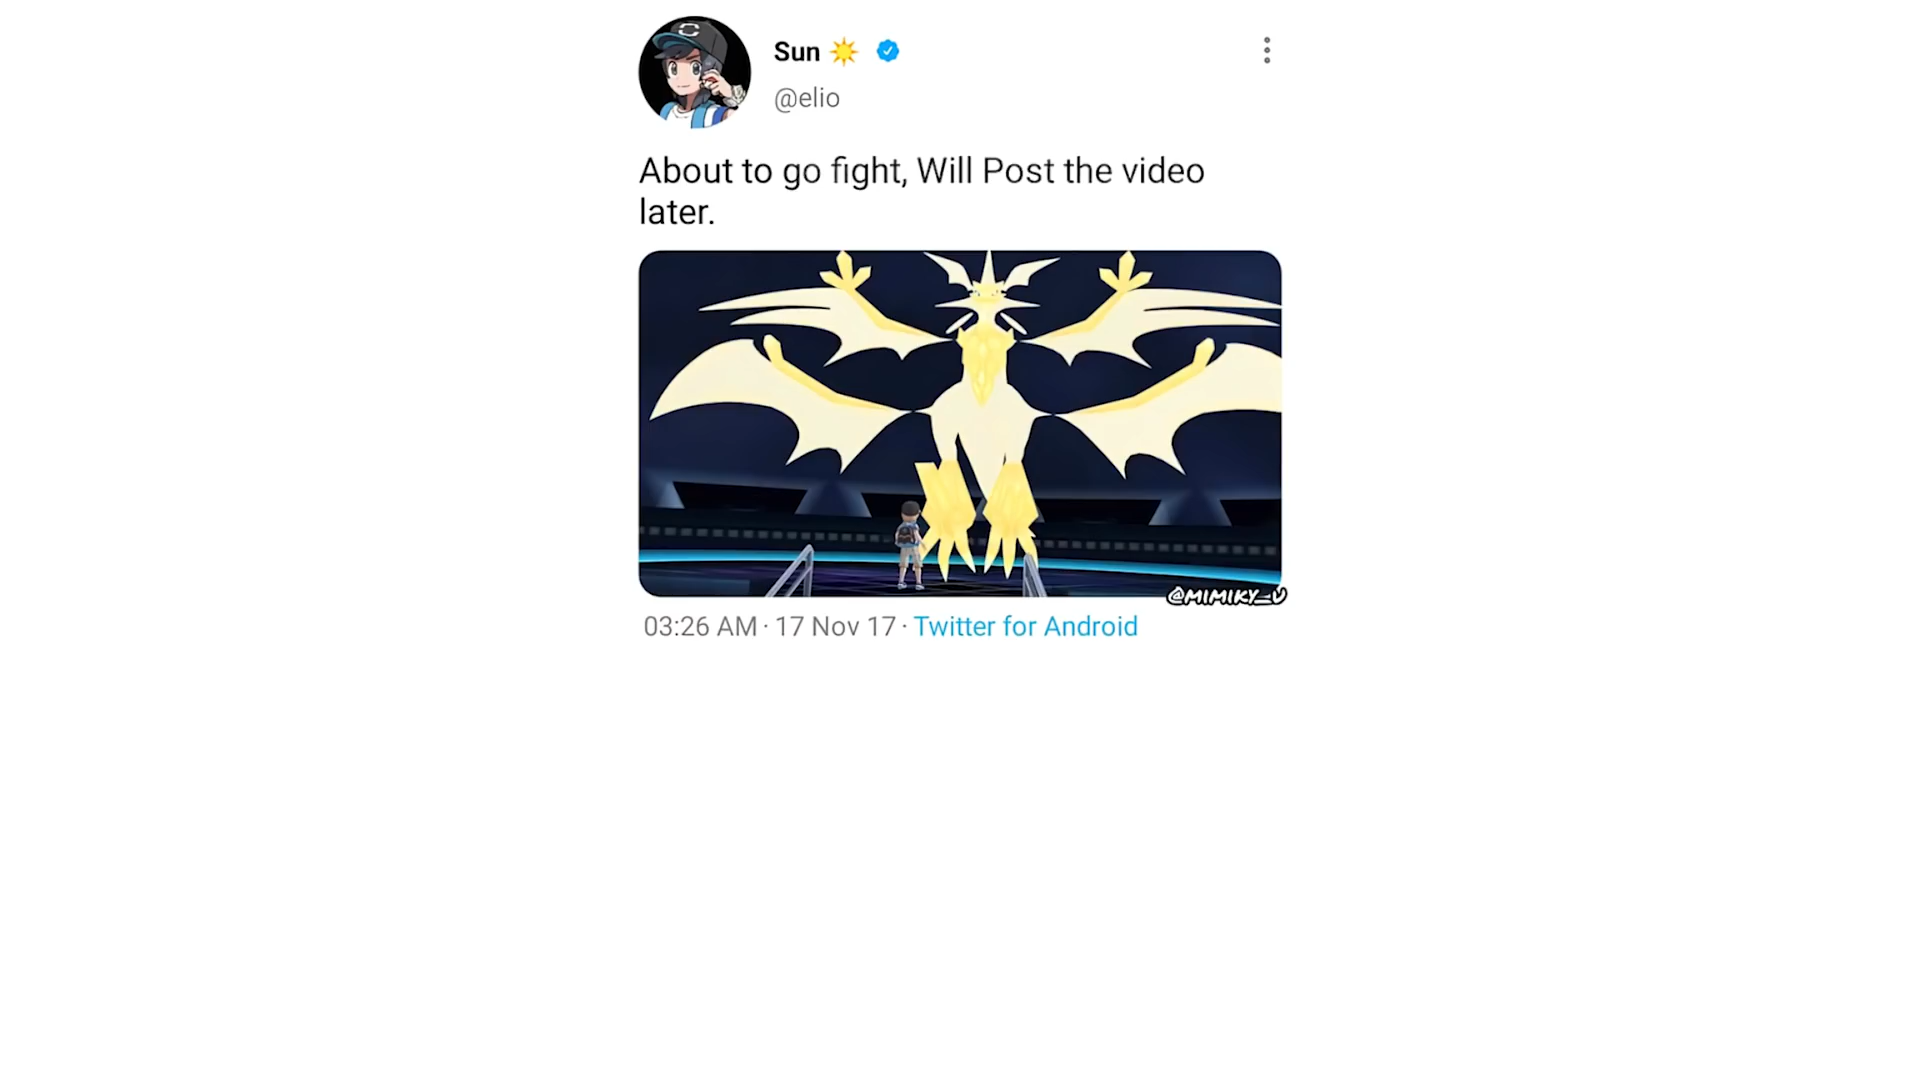 Sun ☀️
@elio
About to go fight, Will Post the video
later.
@MIMIKY_U
03:26 AM · 17 Nov 17 · Twitter for Android